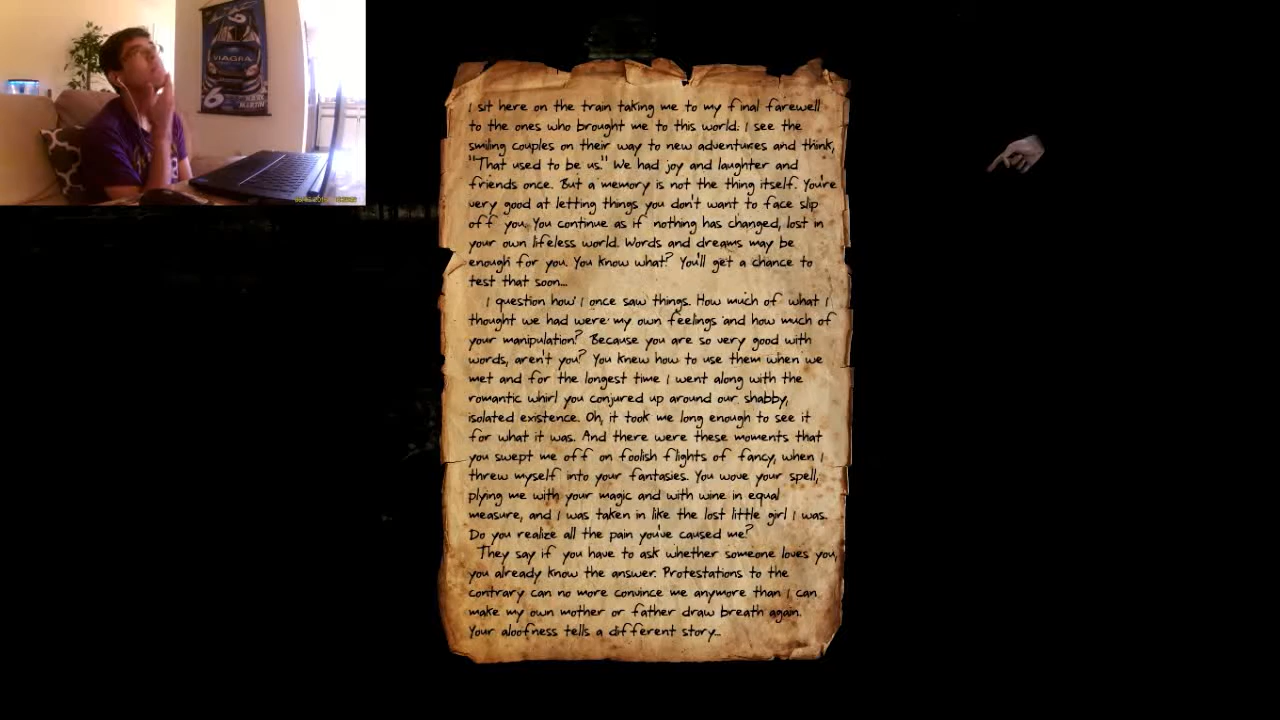 6
VIAGRA
6
MARK
MARTIN
I sit here on the train taking me to my final farewell
to the ones who brought me to this world. I see the
smiling couples on their way to new adventures and think,
"That used to be us." We had joy and laughter and
friends once. But a memory is not the thing itself. You're
very good at letting things you don't want to face slip
off you. You continue as if nothing has changed, lost in
your own lifeless world. Words and dreams may be
enough for you. You know what? You'll get a chance to
test that soon...
I question how I once saw things. How much of what I
thought we had were my own feelings and how much of
your manipulation? Because you are so very good with
words, aren't you? You knew how to use them when we
met and for the longest time I went along with the
romantic whirl you conjured up around our shabby,
isolated existence. Oh, it took me long enough to see it
for what it was. And there were these moments that
you swept me off on foolish flights of fancy, when I
threw myself into your fantasies. You wove your spell,
plying me with your magic and with wine in equal
measure, and I was taken in like the lost little girl I was.
Do you realize all the pain you've caused me?
They say if you have to ask whether someone loves you,
you already know the answer. Protestations to the
contrary can no more convince me anymore than I can
make my own mother or father draw breath again.
Your aloofness tells a different story...